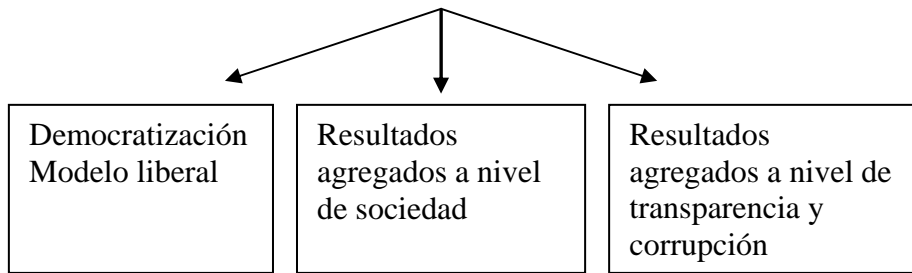 Democratización
Modelo liberal
Resultados
agregados a nivel
de sociedad
Resultados
agregados a nivel de
transparencia y
corrupción